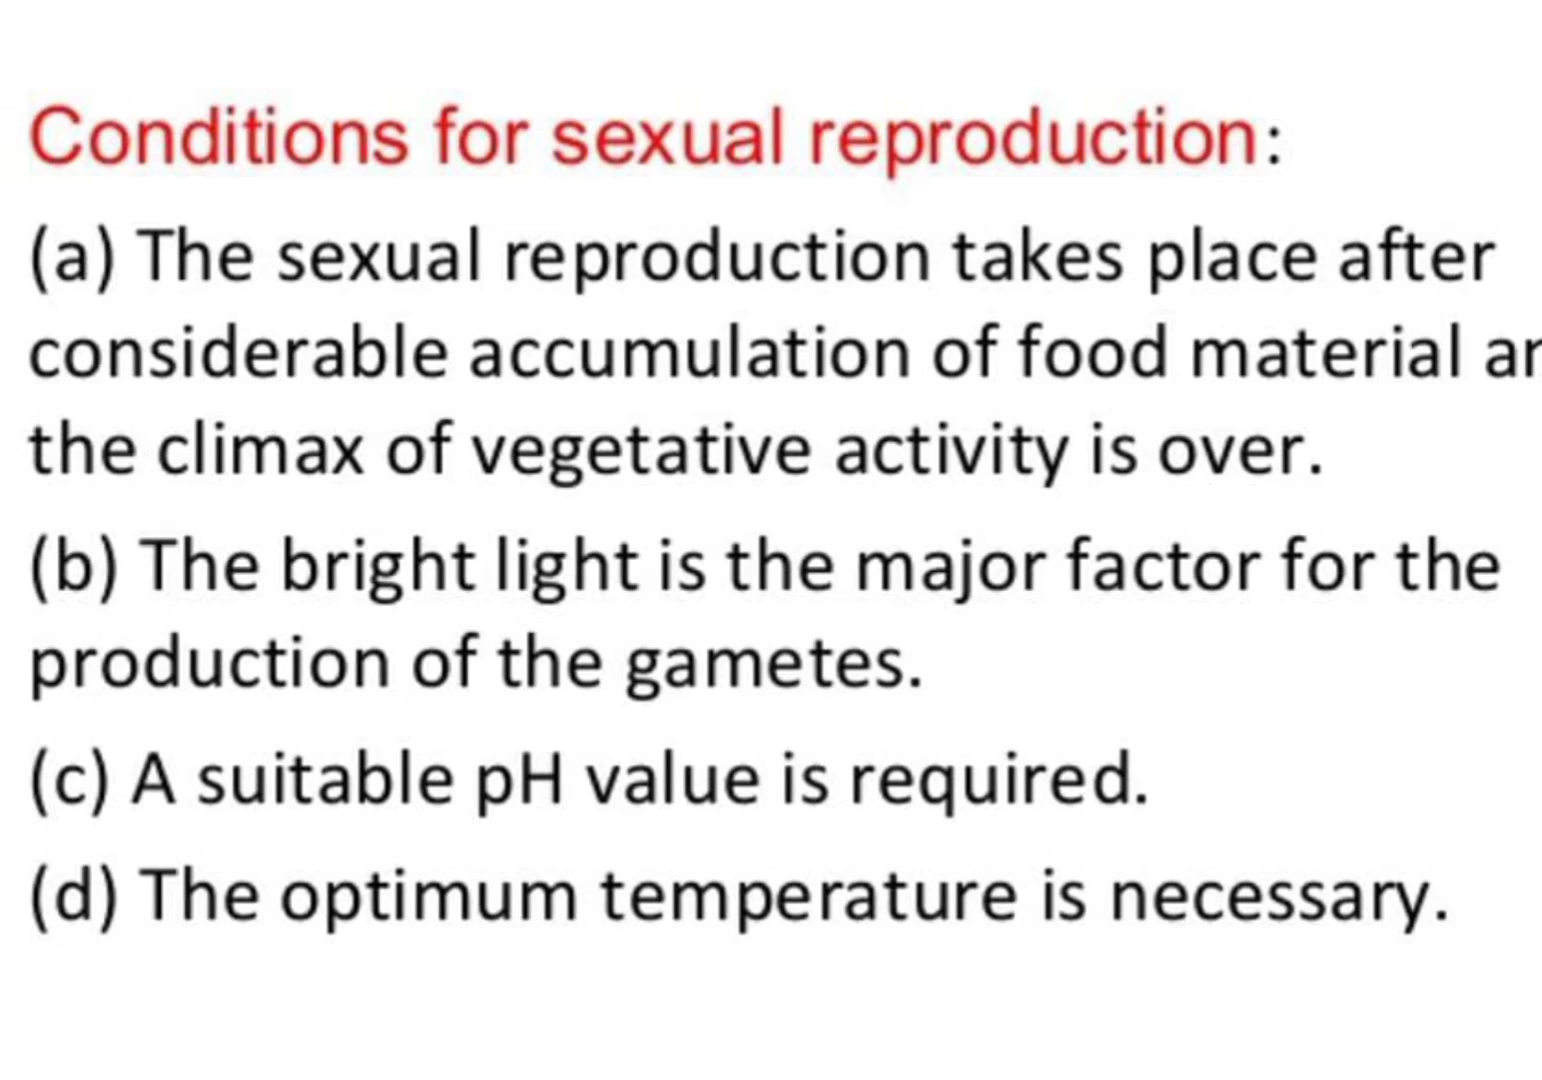 Conditions for sexual reproduction:
(a) The sexual reproduction takes place after
considerable accumulation of food material
the climax of vegetative activity is over.
(b) The bright light is the major factor for the
production of the gametes.
(c) A suitable pH value is required.
(d) The optimum temperature is necessary.